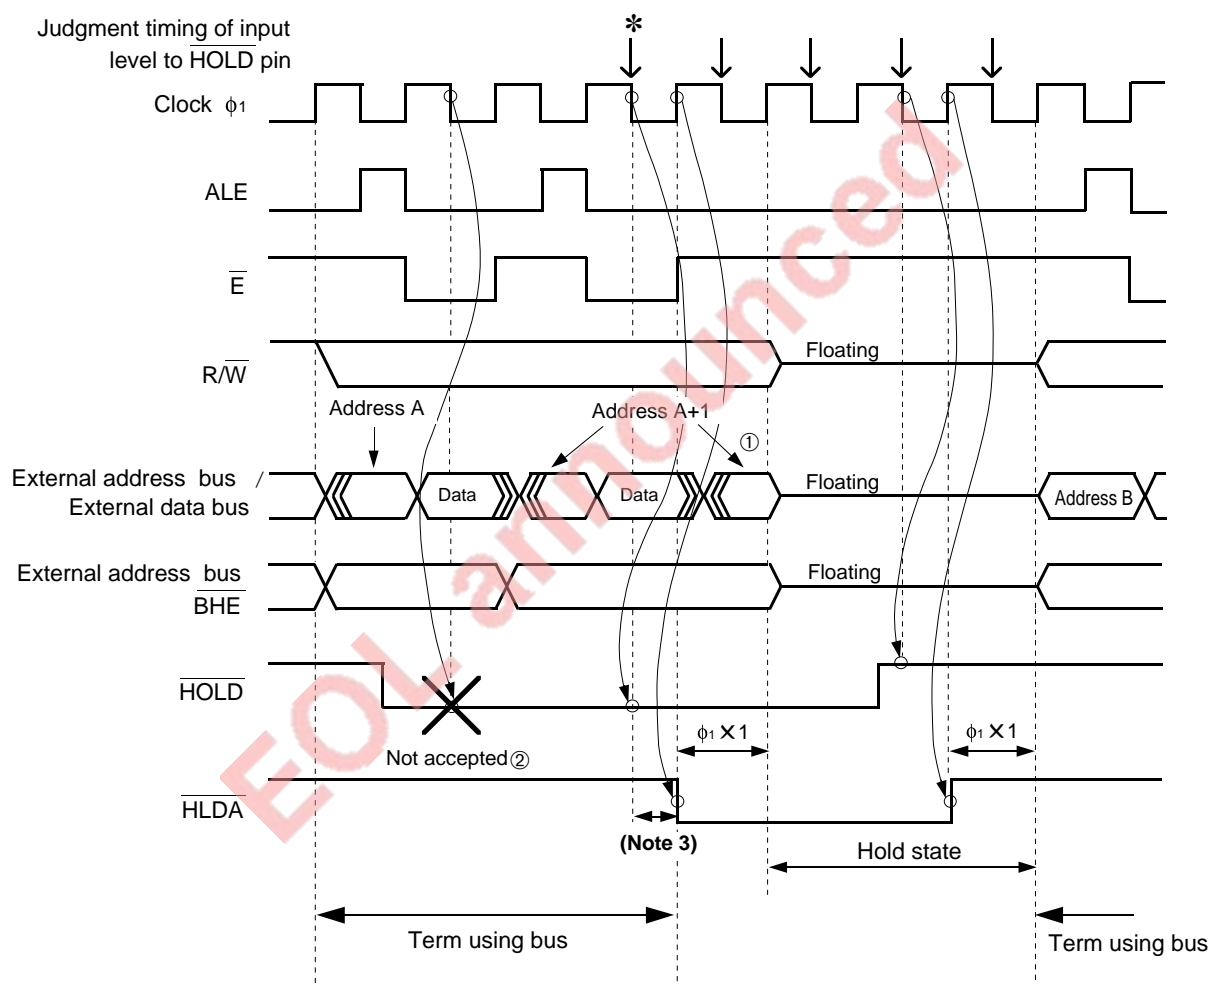 Judgment timing of input
level to HOLD pin
*
Clock ϕ1
ALE
E
R/W
Floating
Address A
Address A+1
①
External address bus /
External data bus
Data
Data
Floating
Address B
External address bus
BHE
Floating
HOLD
Not accepted②
ϕ1 ×1
ϕ1 ×1
HLDA
(Note 3)
Hold state
Term using bus
Term using bus
EOL announced